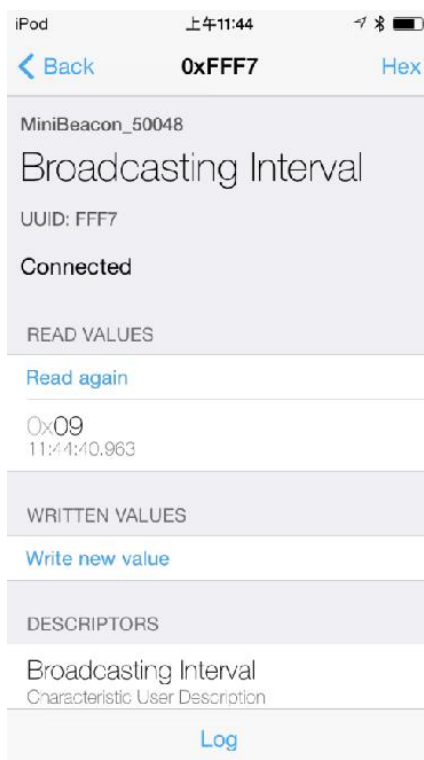 iPod
上午11:44
Back
0xFFF7
Hex
MiniBeacon_50048
Broadcasting Interval
UUID: FFF7
Connected
READ VALUES
Read again
0x09
11:44:40.963
WRITTEN VALUES
Write new value
DESCRIPTORS
Broadcasting Interval
Characteristic User Description
Log